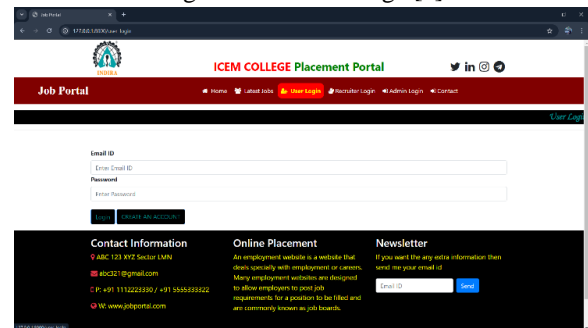 Job Portal
127.0.0.1:8000/user_login
INDIRA
ICEM COLLEGE Placement Portal
Job Portal
Home Latest Jobs User Login Recruiter Login Admin Login Contact
User Logi
Email ID
Enter Email ID
Password
Enter Password
Login CREATE AN ACCOUNT
Contact Information
ABC 123 XYZ Sector LMN
abc321@gmail.com
P: +91 1112223330 / +91 5555333322
W: www.jobportal.com
Online Placement
An employment website is a website that
deals specially with employment or careers.
Many employment websites are designed
to allow employers to post job
requirements for a position to be filled and
are commonly known as job boards.
Newsletter
If you want the any extra information then
send me your email id
Email ID Send